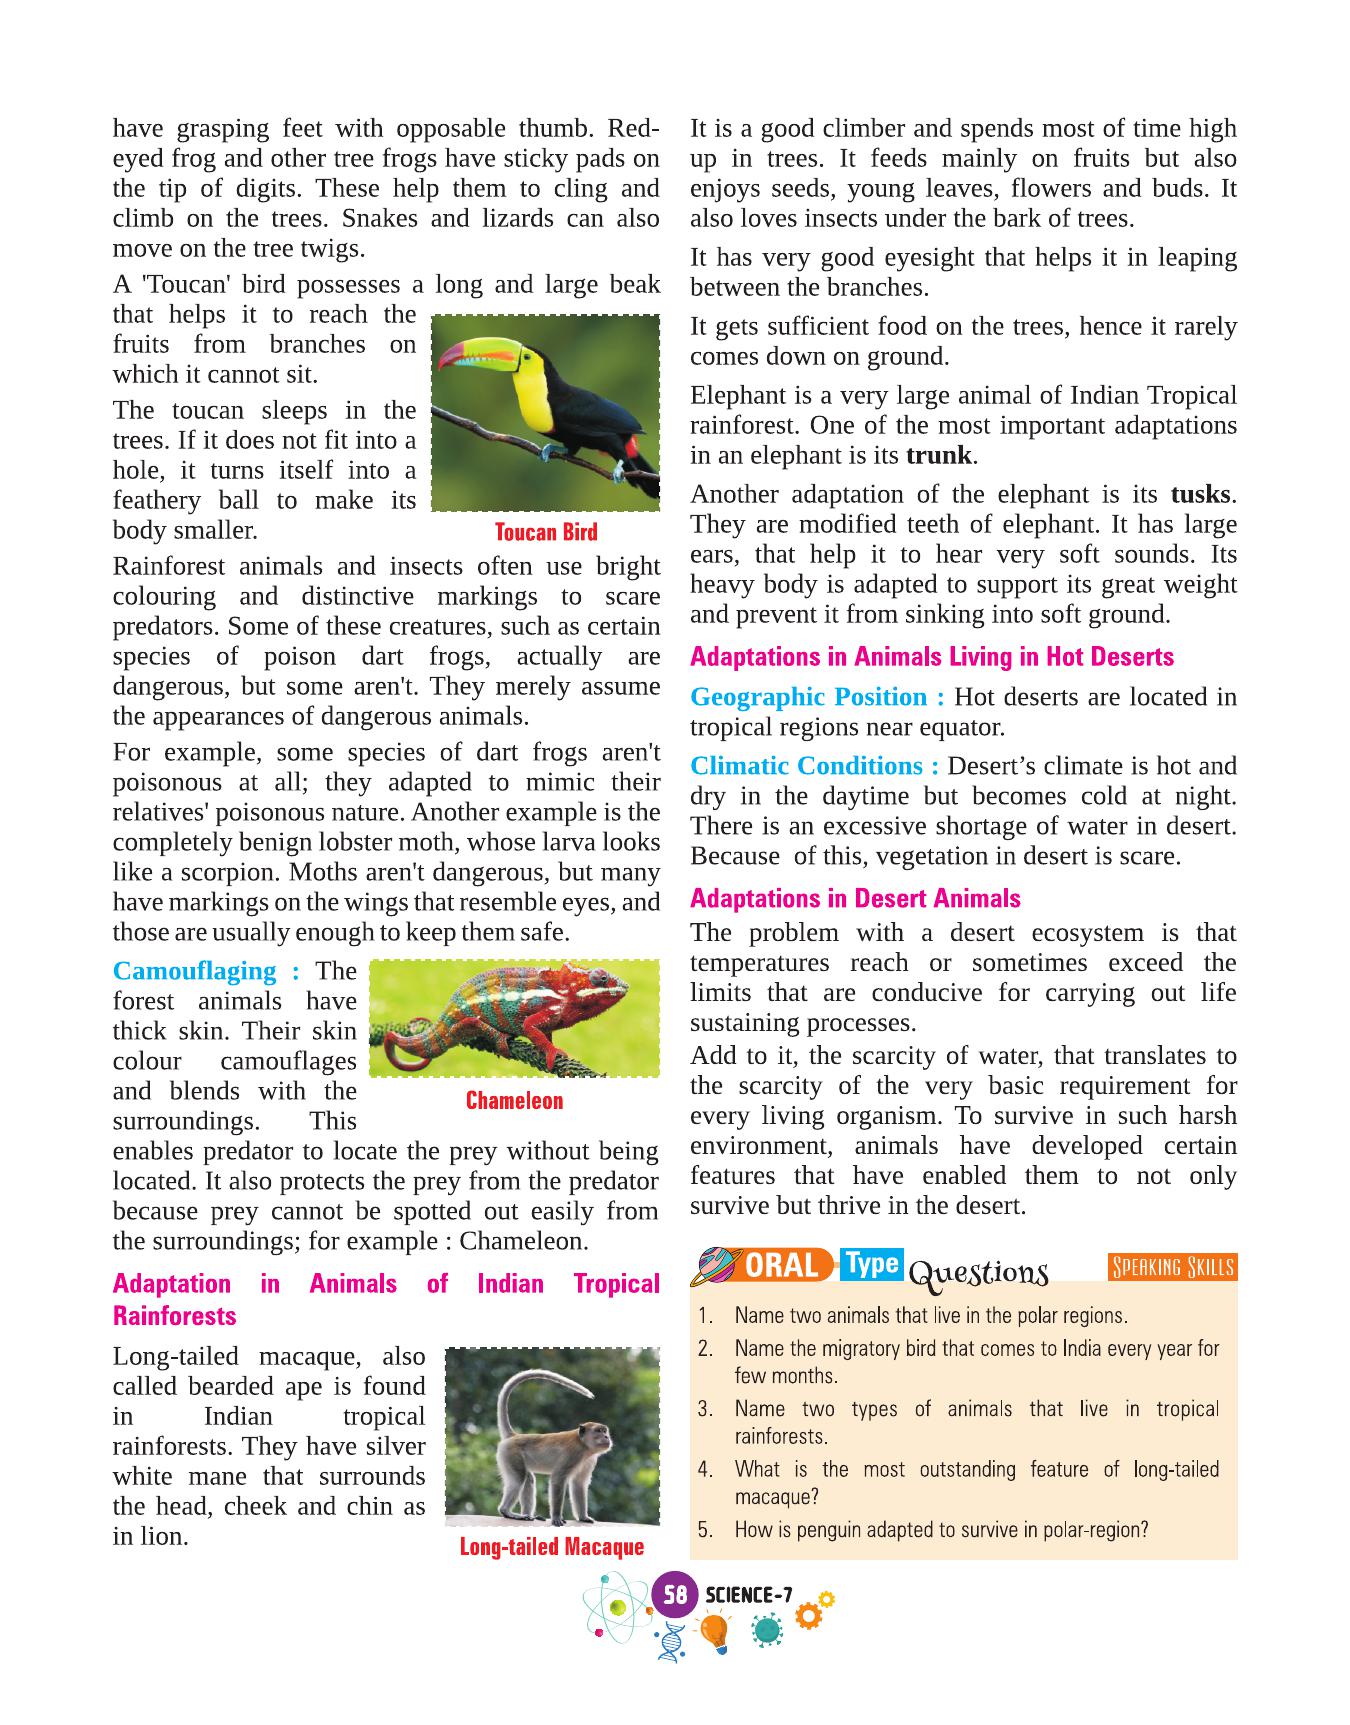 have grasping feet with opposable thumb. Red-
eyed frog and other tree frogs have sticky pads on
the tip of digits. These help them to cling and
climb on the trees. Snakes and lizards can also
move on the tree twigs.
A 'Toucan' bird possesses a long and large beak
that helps it to reach the
fruits from branches on
which it cannot sit.
The toucan sleeps in the
trees. If it does not fit into a
hole, it turns itself into a
feathery ball to make its
body smaller.
Toucan Bird
Rainforest animals and insects often use bright
colouring and distinctive markings to scare
predators. Some of these creatures, such as certain
species of poison dart frogs, actually are
dangerous, but some aren't. They merely assume
the appearances of dangerous animals.
For example, some species of dart frogs aren't
poisonous at all; they adapted to mimic their
relatives' poisonous nature. Another example is the
completely benign lobster moth, whose larva looks
like a scorpion. Moths aren't dangerous, but many
have markings on the wings that resemble eyes, and
those are usually enough to keep them safe.
Camouflaging : The
forest animals have
thick skin. Their skin
colour camouflages
and blends with the
surroundings. This
Chameleon
enables predator to locate the prey without being
located. It also protects the prey from the predator
because prey cannot be spotted out easily from
the surroundings; for example : Chameleon.
Adaptation in Animals of Indian Tropical
Rainforests
Long-tailed macaque, also
called bearded ape is found
in Indian tropical
rainforests. They have silver
white mane that surrounds
the head, cheek and chin as
in lion.
Long-tailed Macaque
It is a good climber and spends most of time high
up in trees. It feeds mainly on fruits but also
enjoys seeds, young leaves, flowers and buds. It
also loves insects under the bark of trees.
It has very good eyesight that helps it in leaping
between the branches.
It gets sufficient food on the trees, hence it rarely
comes down on ground.
Elephant is a very large animal of Indian Tropical
rainforest. One of the most important adaptations
in an elephant is its trunk.
Another adaptation of the elephant is its tusks.
They are modified teeth of elephant. It has large
ears, that help it to hear very soft sounds. Its
heavy body is adapted to support its great weight
and prevent it from sinking into soft ground.
Adaptations in Animals Living in Hot Deserts
Geographic Position : Hot deserts are located in
tropical regions near equator.
Climatic Conditions : Desert’s climate is hot and
dry in the daytime but becomes cold at night.
There is an excessive shortage of water in desert.
Because of this, vegetation in desert is scare.
Adaptations in Desert Animals
The problem with a desert ecosystem is that
temperatures reach or sometimes exceed the
limits that are conducive for carrying out life
sustaining processes.
Add to it, the scarcity of water, that translates to
the scarcity of the very basic requirement for
every living organism. To survive in such harsh
environment, animals have developed certain
features that have enabled them to not only
survive but thrive in the desert.
ORAL Type Questions SPEAKING SKILLS
1. Name two animals that live in the polar regions.
2. Name the migratory bird that comes to India every year for
few months.
3. Name two types of animals that live in tropical
rainforests.
4. What is the most outstanding feature of long-tailed
macaque?
5. How is penguin adapted to survive in polar-region?
58 SCIENCE-7